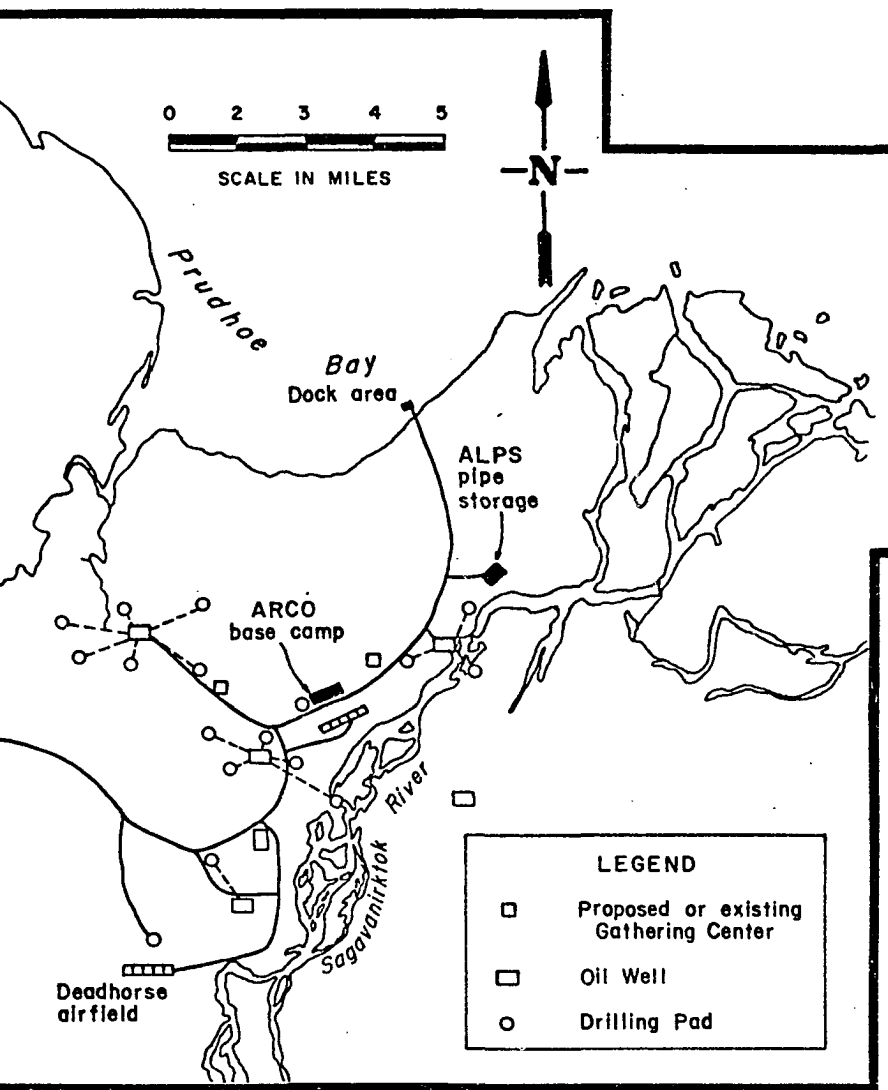 0 2 3 4 5
SCALE IN MILES
N
Prudhoe
Bay
Dock area
ALPS
pipe
storage
ARCO
base camp
River
Sagavanirktok
Deadhorse
airfield
LEGEND
Proposed or existing
Gathering Center
Oil Well
Drilling Pad